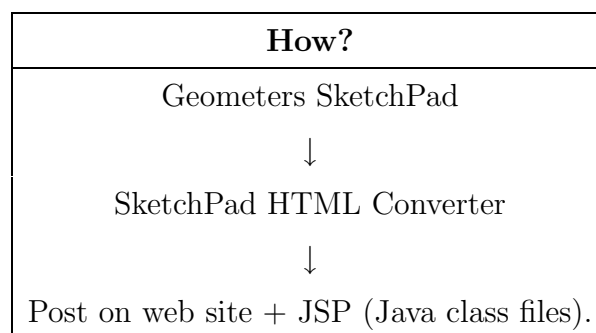 How?
Geometers SketchPad
↓
SketchPad HTML Converter
↓
Post on web site + JSP (Java class files).